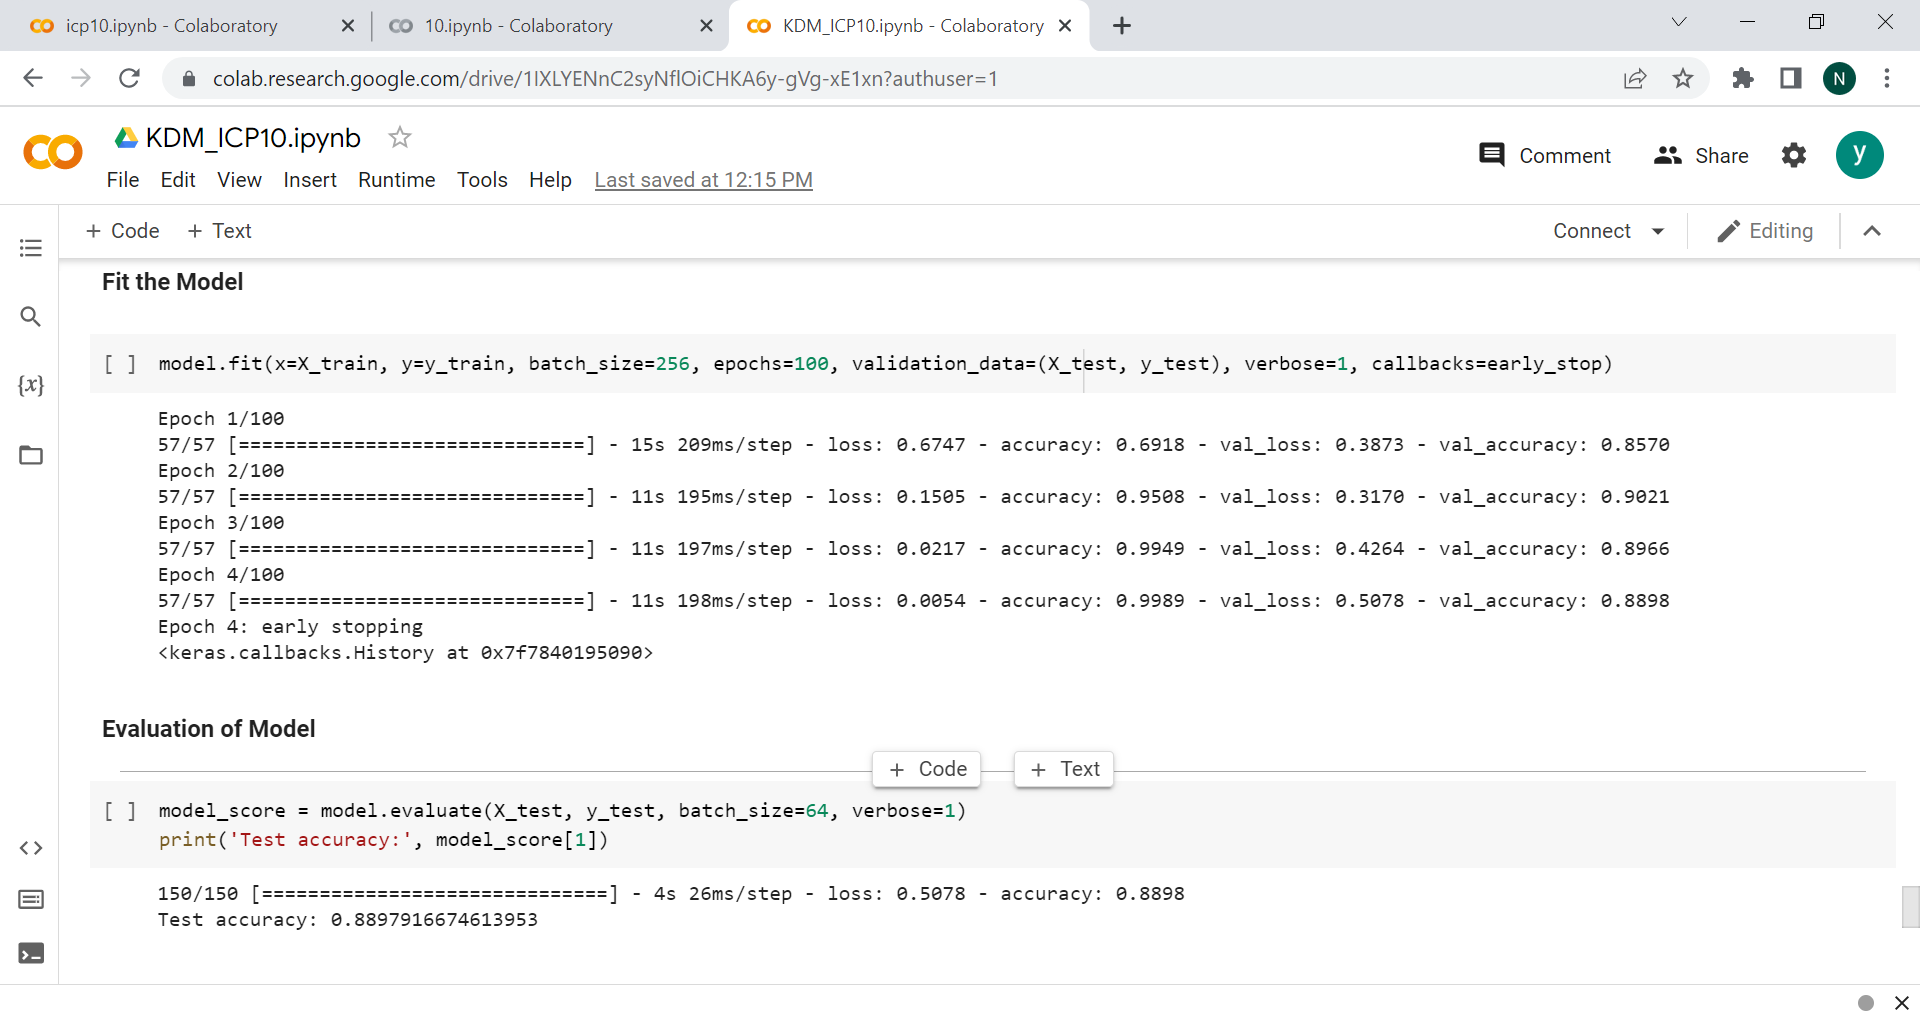 icp10.ipynb - Colaboratory
10.ipynb - Colaboratory
KDM_ICP10.ipynb - Colaboratory
colab.research.google.com/drive/1IXLYENnC2syNflOiCHKA6y-gVg-xE1xn?authuser=1
N
KDM_ICP10.ipynb
Comment
Share
y
File Edit View Insert Runtime Tools Help Last saved at 12:15 PM
+ Code + Text
Connect
Editing
Fit the Model
{x}
[ ] model.fit(x=X_train, y=y_train, batch_size=256, epochs=100, validation_data=(X_test, y_test), verbose=1, callbacks=early_stop)
Epoch 1/100
57/57 [==============================] - 15s 209ms/step - loss: 0.6747 - accuracy: 0.6918 - val_loss: 0.3873 - val_accuracy: 0.8570
Epoch 2/100
57/57 [==============================] - 11s 195ms/step - loss: 0.1505 - accuracy: 0.9508 - val_loss: 0.3170 - val_accuracy: 0.9021
Epoch 3/100
57/57 [==============================] - 11s 197ms/step - loss: 0.0217 - accuracy: 0.9949 - val_loss: 0.4264 - val_accuracy: 0.8966
Epoch 4/100
57/57 [==============================] - 11s 198ms/step - loss: 0.0054 - accuracy: 0.9989 - val_loss: 0.5078 - val_accuracy: 0.8898
Epoch 4: early stopping
<keras.callbacks.History at 0x7f7840195090>
Evaluation of Model
+ Code + Text
[ ] model_score = model.evaluate(X_test, y_test, batch_size=64, verbose=1)
print('Test accuracy:', model_score[1])
150/150 [==============================] - 4s 26ms/step - loss: 0.5078 - accuracy: 0.8898
Test accuracy: 0.8897916674613953